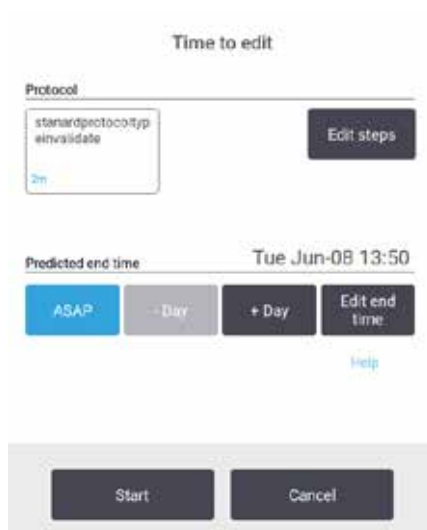 Time to edit
Protocol
stanardprotocoltyp
einvalidate
Edit steps
2m
Predicted end time
Tue Jun-08 13:50
ASAP
- Day
+ Day
Edit end
time
Help
Start
Cancel